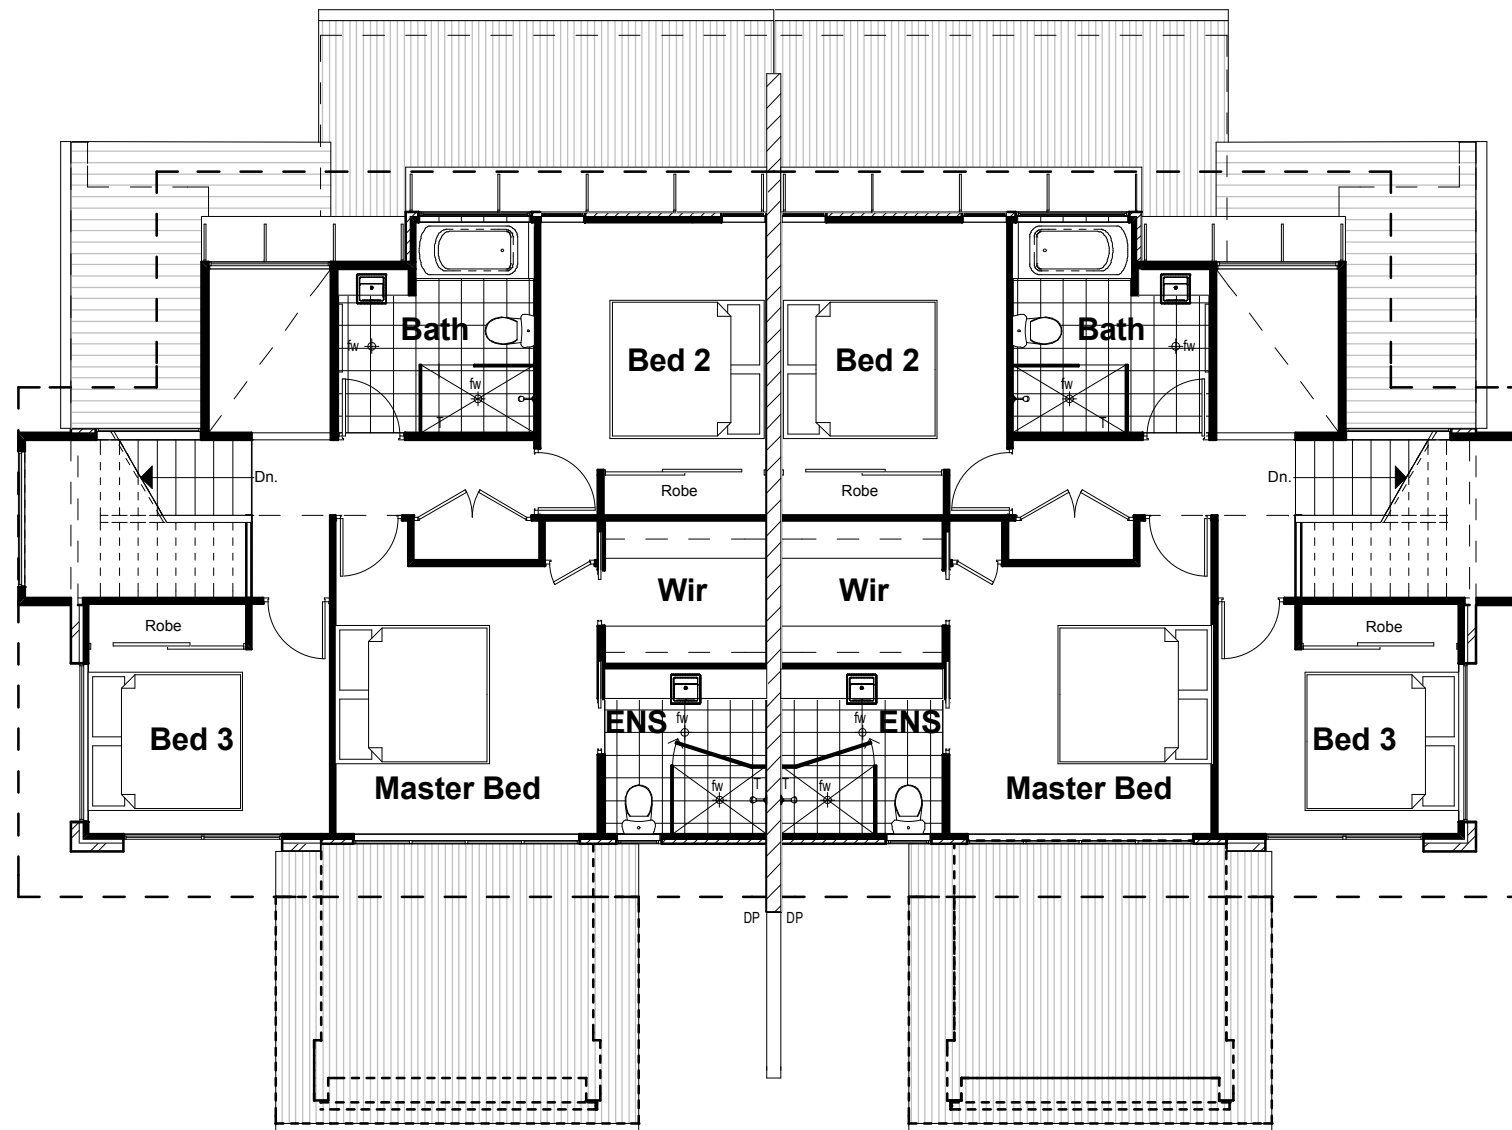 Bath
Bed 2
Bed 2
Bath
fw
fw
fw
fw
T
T
Dn.
Robe
Robe
Dn.
Wir
Wir
Robe
Robe
ENS
fw
fw
ENS
Bed 3
Bed 3
Master Bed
fw
T
T
fw
Master Bed
DP
DP